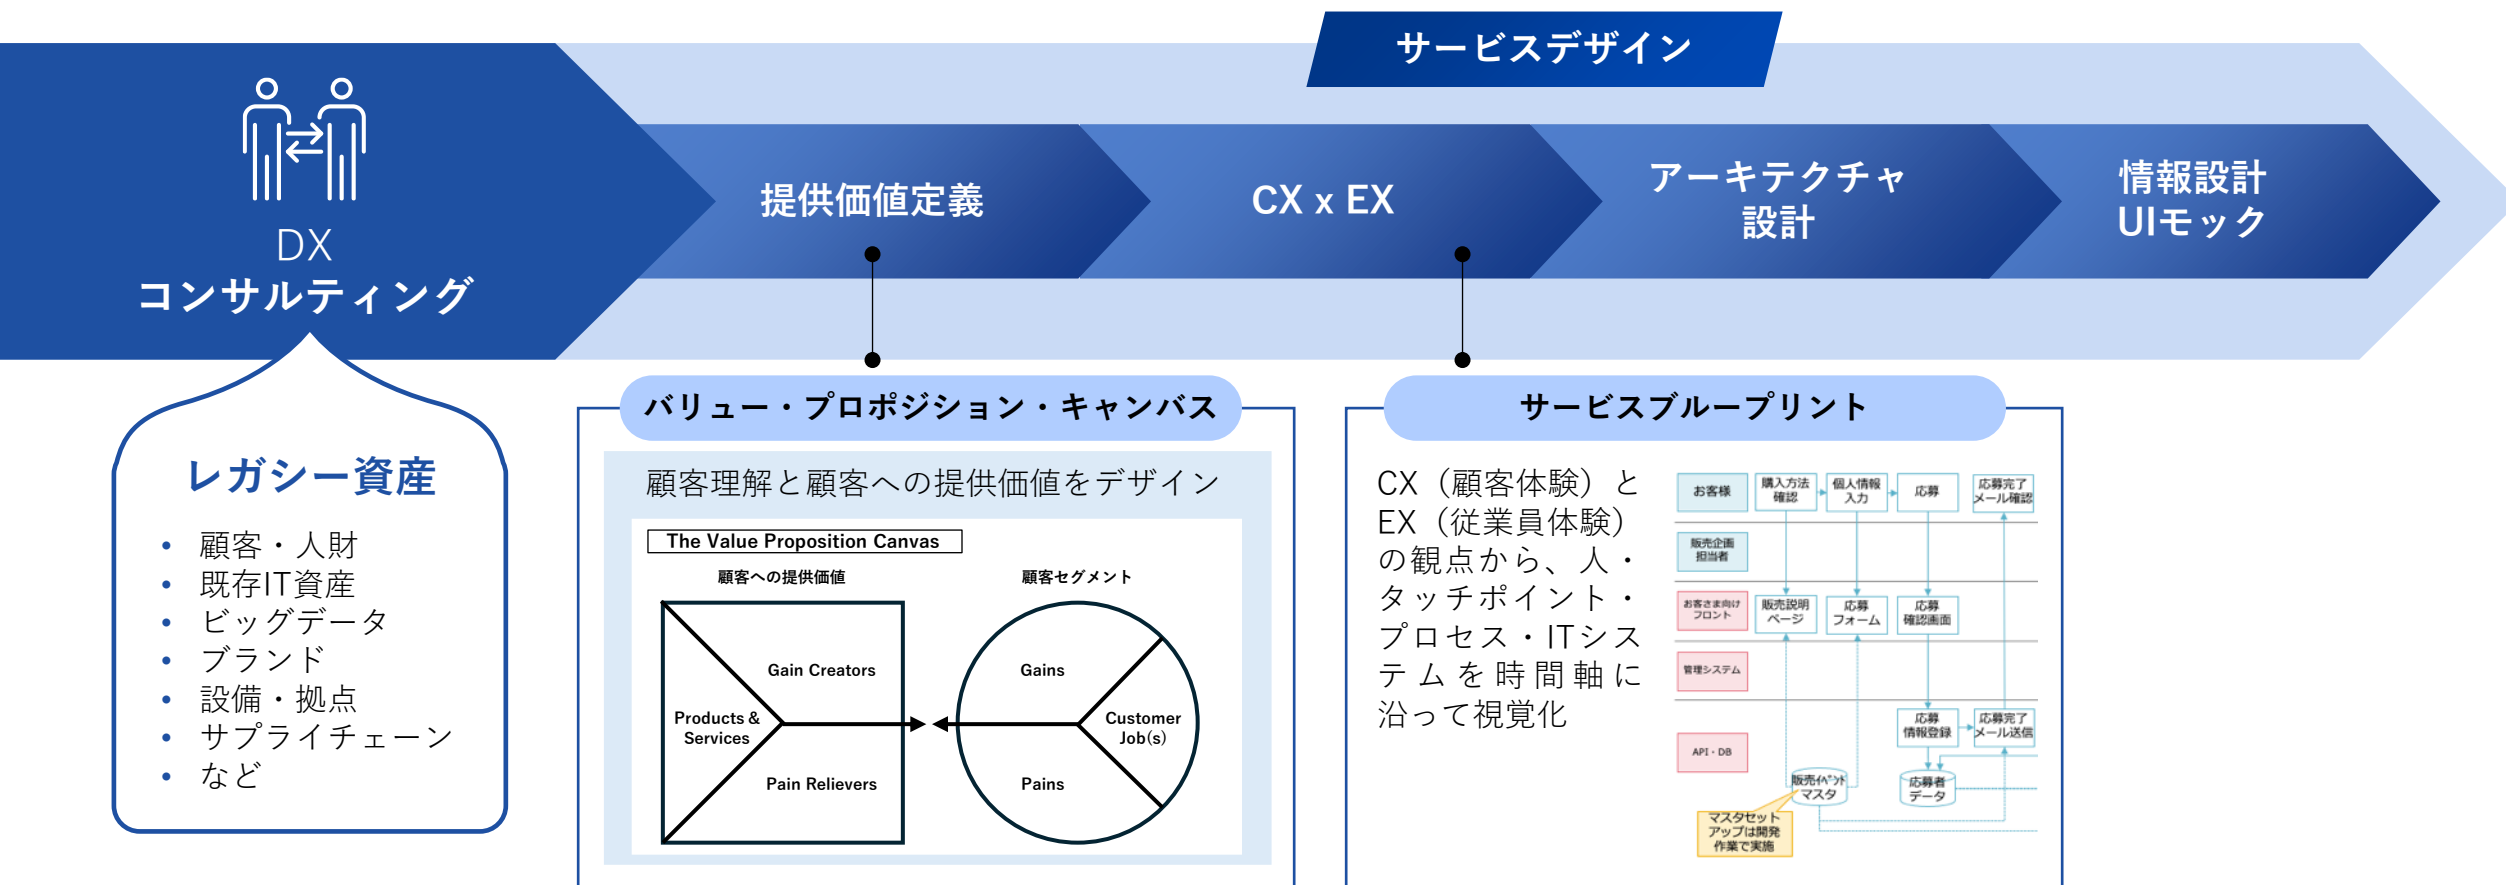 サービスデザイン
DX
コンサルティング
提供価値定義
CX x EX
アーキテクチャ
設計
情報設計
UIモック
レガシー資産
• 顧客・人財
• 既存IT資産
• ビッグデータ
• ブランド
• 設備・拠点
• サプライチェーン
• など
バリュー・プロポジション・キャンバス
顧客理解と顧客への提供価値をデザイン
The Value Proposition Canvas
顧客への提供価値
顧客セグメント
Gain Creators
Products &
Services
Pain Relievers
Gains
Customer
Job(s)
Pains
サービスブループリント
CX（顧客体験）と
EX（従業員体験）
の観点から、人・
タッチポイント・
プロセス・ITシス
テムを時間軸に
沿って視覚化
お客様
購入方法
確認
個人情報
入力
応募
応募完了
メール確認
販売企画
担当者
お客さま向け
フロント
販売説明
ページ
応募
フォーム
応募
確認画面
管理システム
API・DB
応募
情報登録
応募完了
メール送信
販売ｲﾍﾞﾝﾄ
マスタ
応募者
データ
マスタセット
アップは開発
作業で実施